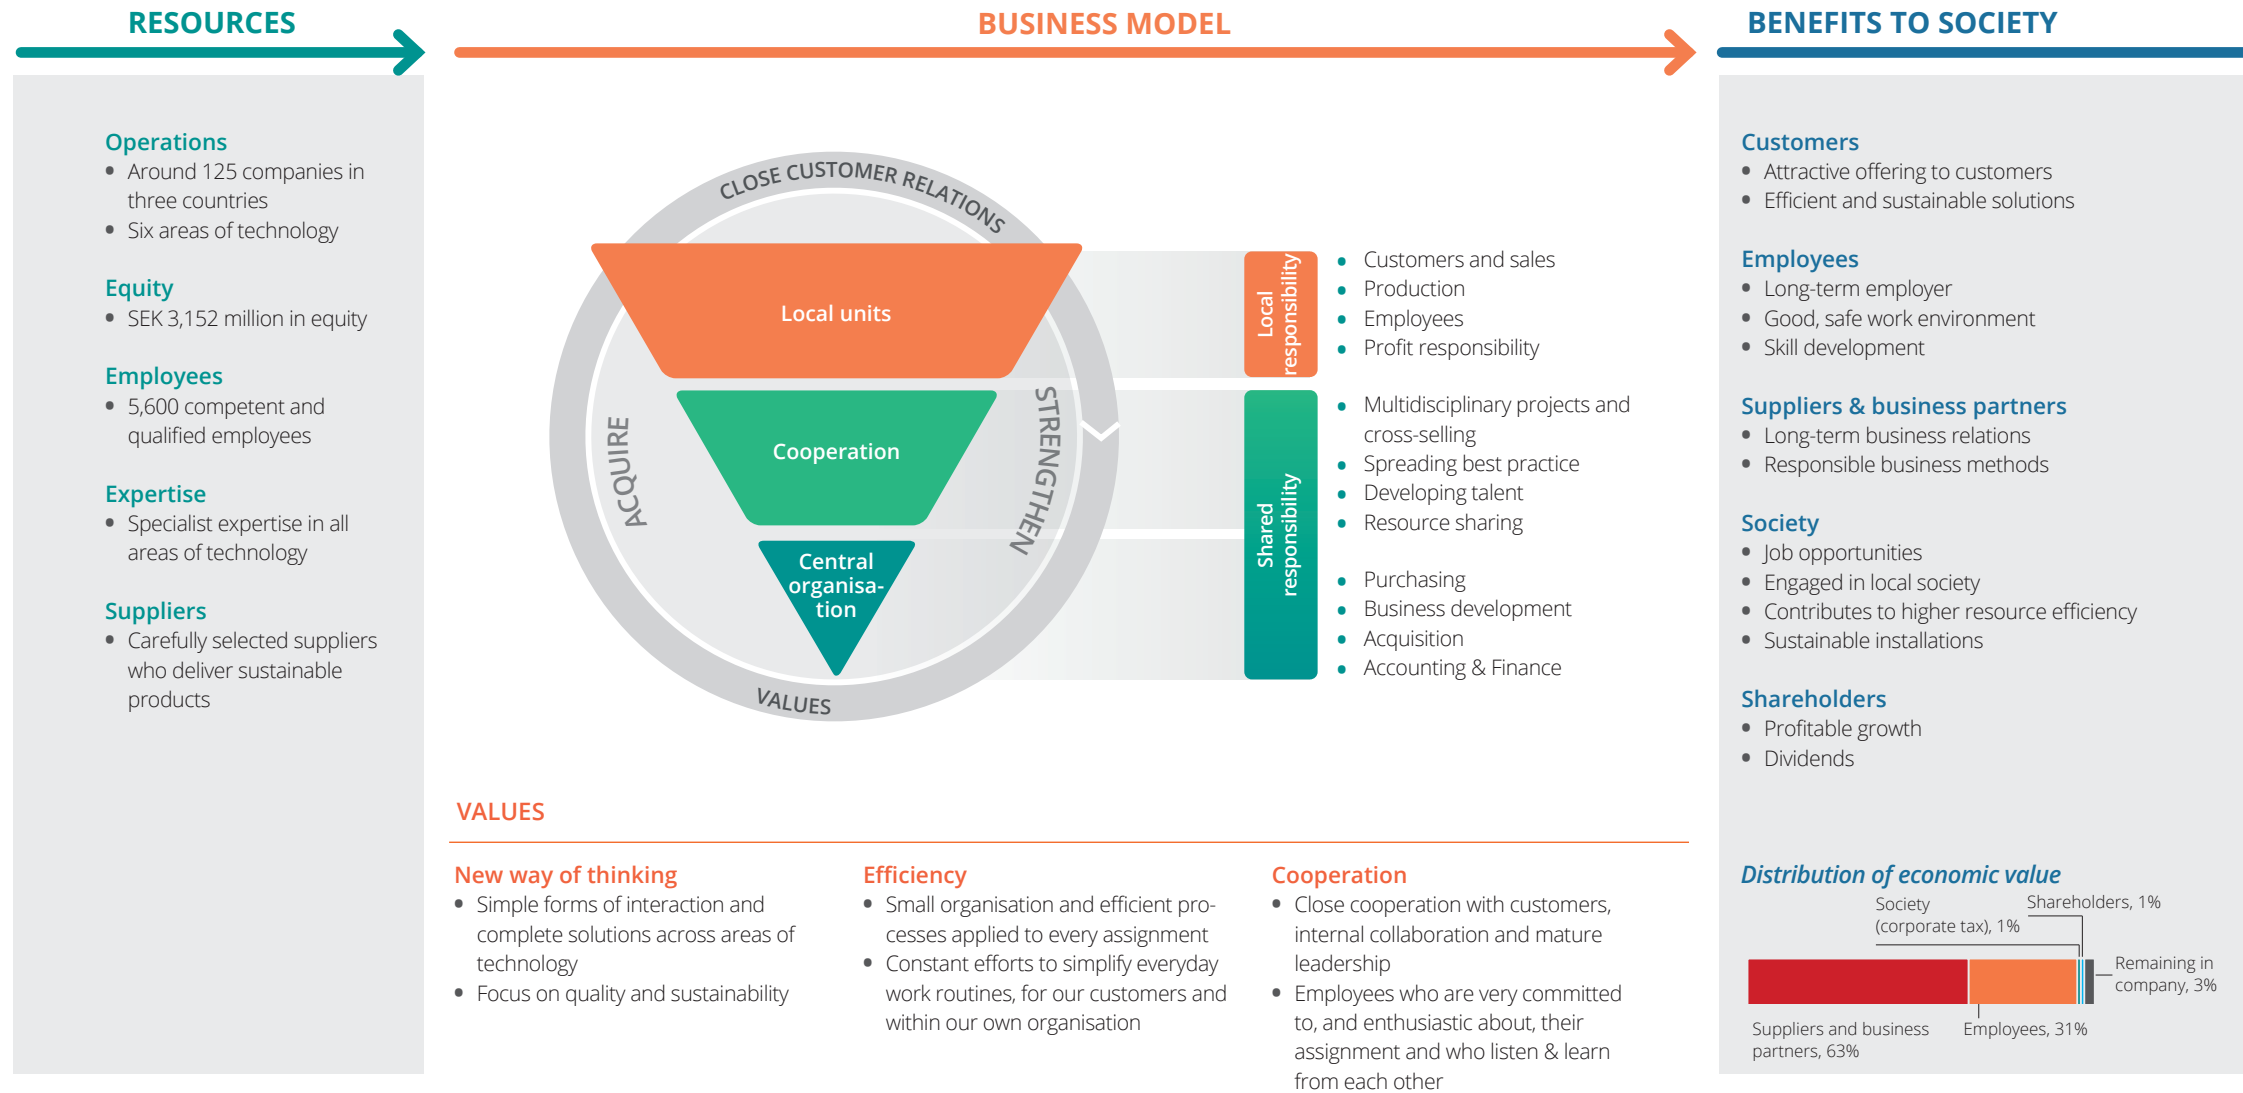 RESOURCES
Operations
• Around 125 companies in
three countries
• Six areas of technology
Equity
• SEK 3,152 million in equity
Employees
• 5,600 competent and
qualified employees
Expertise
• Specialist expertise in all
areas of technology
Suppliers
• Carefully selected suppliers
who deliver sustainable
products
BUSINESS MODEL
CLOSE CUSTOMER RELATIONS
ACQUIRE
STRENGTHEN
VALUES
Local units
Cooperation
Central
organisa-
tion
Local
responsibility
• Customers and sales
• Production
• Employees
• Profit responsibility
Shared
responsibility
• Multidisciplinary projects and
cross-selling
• Spreading best practice
• Developing talent
• Resource sharing
• Purchasing
• Business development
• Acquisition
• Accounting & Finance
VALUES
New way of thinking
• Simple forms of interaction and
complete solutions across areas of
technology
• Focus on quality and sustainability
Efficiency
• Small organisation and efficient pro-
cesses applied to every assignment
• Constant efforts to simplify everyday
work routines, for our customers and
within our own organisation
Cooperation
• Close cooperation with customers,
internal collaboration and mature
leadership
• Employees who are very committed
to, and enthusiastic about, their
assignment and who listen & learn
from each other
BENEFITS TO SOCIETY
Customers
• Attractive offering to customers
• Efficient and sustainable solutions
Employees
• Long-term employer
• Good, safe work environment
• Skill development
Suppliers & business partners
• Long-term business relations
• Responsible business methods
Society
• Job opportunities
• Engaged in local society
• Contributes to higher resource efficiency
• Sustainable installations
Shareholders
• Profitable growth
• Dividends
Distribution of economic value
Society
(corporate tax), 1%
Shareholders, 1%
Remaining in
company, 3%
Suppliers and business
partners, 63%
Employees, 31%